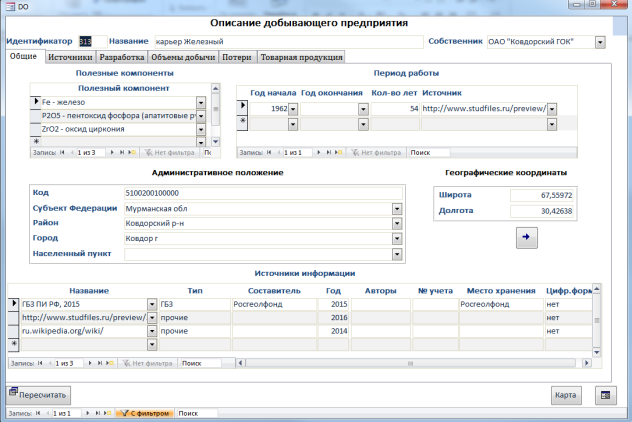 DO
Описание добывающего предприятия
Идентификатор 313 Название карьер Железный Собственник ОАО "Ковдорский ГОК"
Общие Источники Разработка Объемы добычи Потери Товарная продукция
Полезные компоненты Период работы
Полезный компонент
Fe - железо
P2O5 - пентоксид фосфора (апатитовые ру
ZrO2 - оксид циркония
Запись: 1 из 3 Нет фильтра По
Год начала Год окончания Кол-во лет Источник
1962 54 http://www.studfiles.ru/preview/
Запись: 1 из 1 Нет фильтра Поиск
Административное положение Географические координаты
Код 5100200100000
Субъект Федерации Мурманская обл
Район Ковдорский р-н
Город Ковдор г
Населенный пункт
Широта 67,55972
Долгота 30,42638
Источники информации
Название Тип Составитель Год Авторы № учета Место хранения Цифр.форм
ГБЗ ПИ РФ, 2015 ГБЗ Росгеолфонд 2015 Росгеолфонд нет
http://www.studfiles.ru/preview/ прочие 2016 нет
ru.wikipedia.org/wiki/ прочие 2014 нет
Запись: 1 из 3 Нет фильтра Поиск
Пересчитать Карта
Запись: 1 из 1 С фильтром Поиск